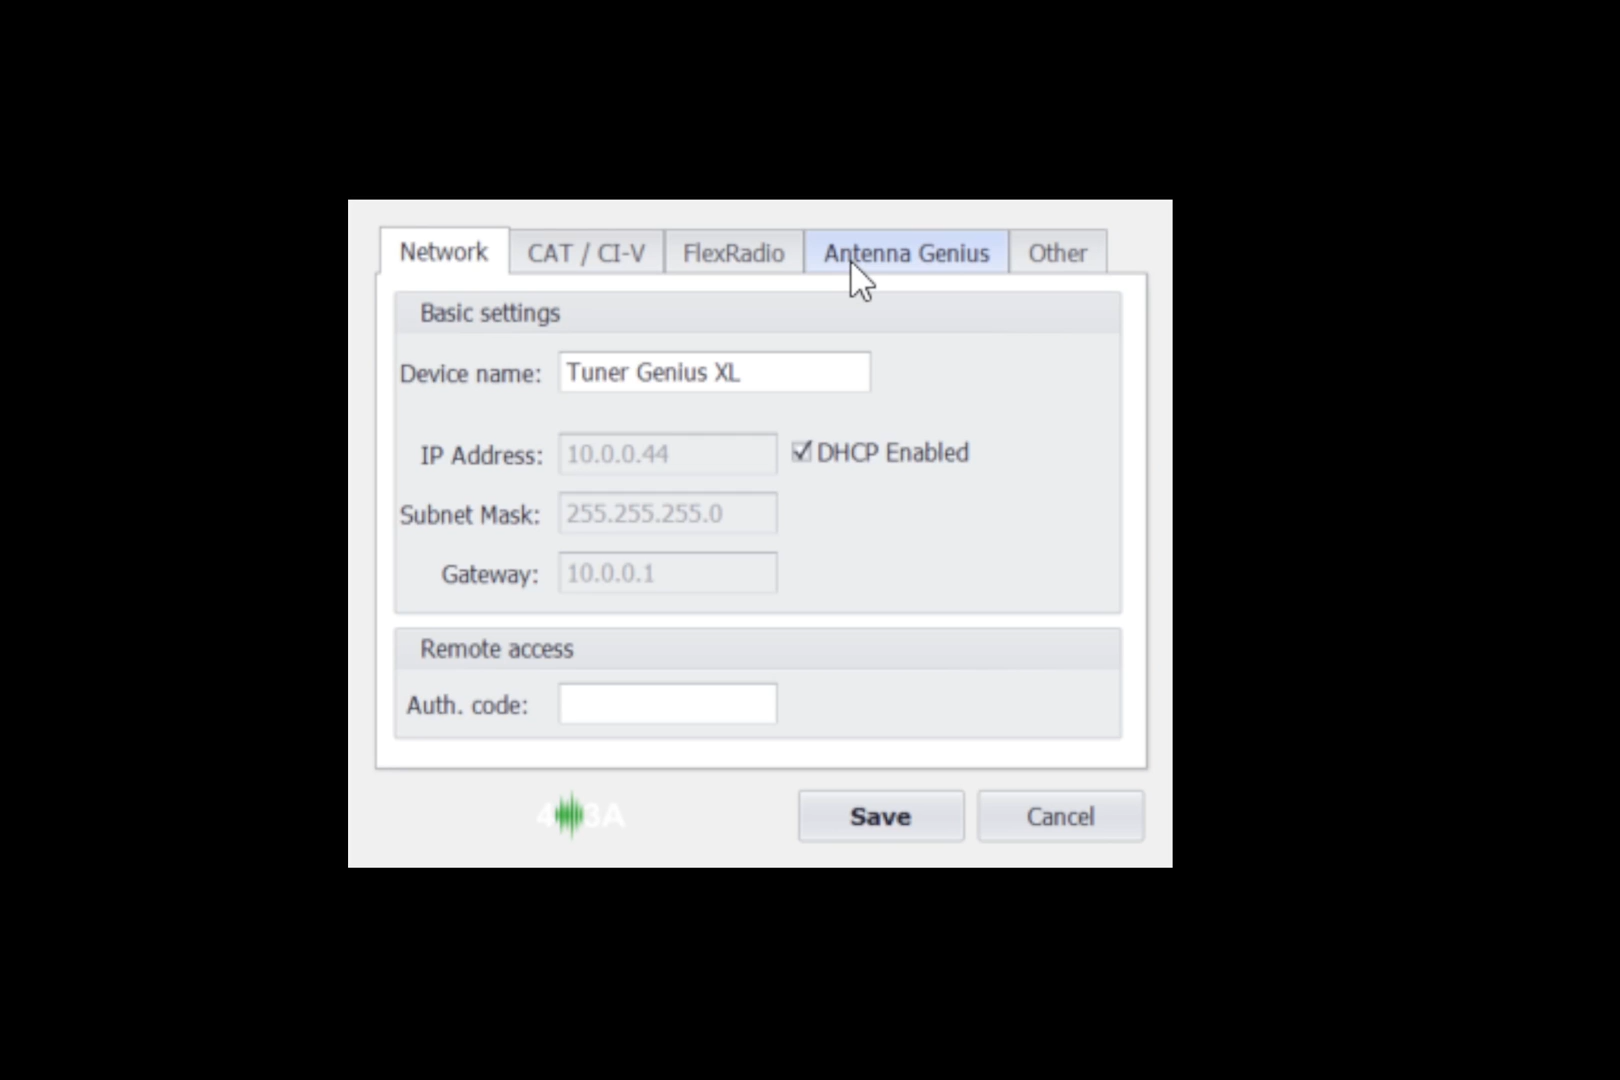 Network CAT / CI-V FlexRadio Antenna Genius Other
Basic settings
Device name: Tuner Genius XL
IP Address: 10.0.0.44 DHCP Enabled
Subnet Mask: 255.255.255.0
Gateway: 10.0.0.1
Remote access
Auth. code:
4 3A Save Cancel